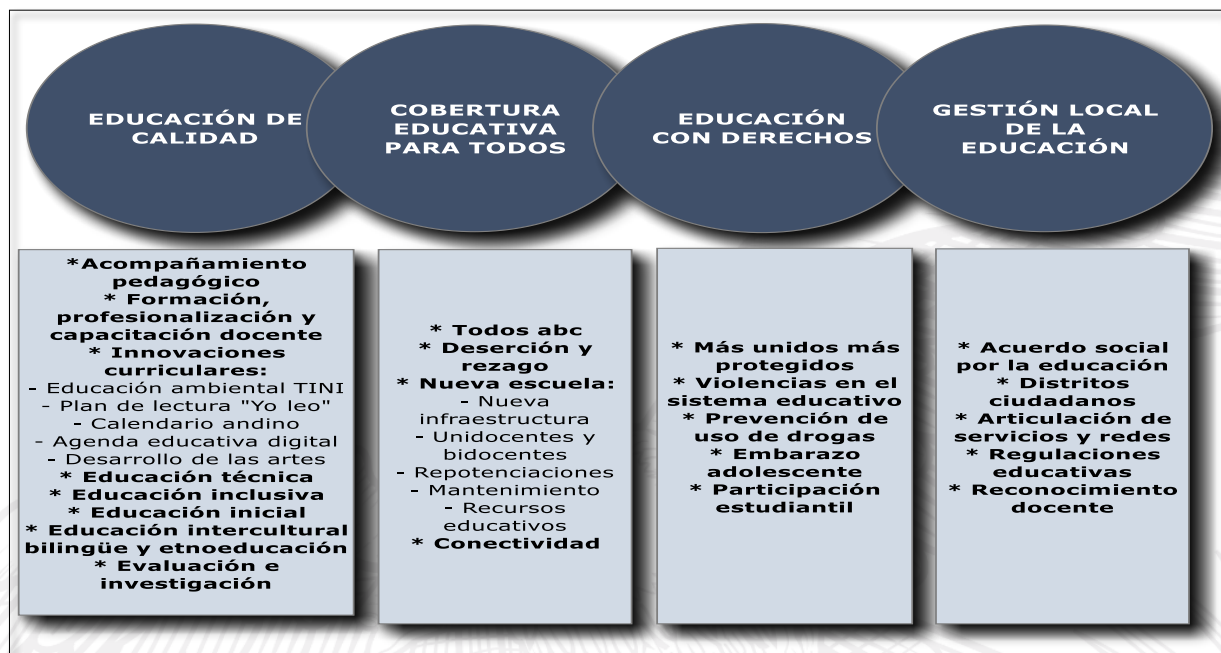 EDUCACIÓN DE
CALIDAD
COBERTURA
EDUCATIVA
PARA TODOS
EDUCACIÓN
CON DERECHOS
GESTIÓN LOCAL
DE LA
EDUCACIÓN
*Acompañamiento
pedagógico
* Formación,
profesionalización y
capacitación docente
* Innovaciones
curriculares:
- Educación ambiental TINI
- Plan de lectura "Yo leo"
- Calendario andino
- Agenda educativa digital
- Desarrollo de las artes
* Educación técnica
* Educación inclusiva
* Educación inicial
* Educación intercultural
bilingüe y etnoeducación
* Evaluación e
investigación
* Todos abc
* Deserción y
rezago
* Nueva escuela:
- Nueva
infraestructura
- Unidocentes y
bidocentes
- Repotenciaciones
- Mantenimiento
- Recursos
educativos
* Conectividad
* Más unidos más
protegidos
* Violencias en el
sistema educativo
* Prevención de
uso de drogas
* Embarazo
adolescente
* Participación
estudiantil
* Acuerdo social
por la educación
* Distritos
ciudadanos
* Articulación de
servicios y redes
* Regulaciones
educativas
* Reconocimiento
docente